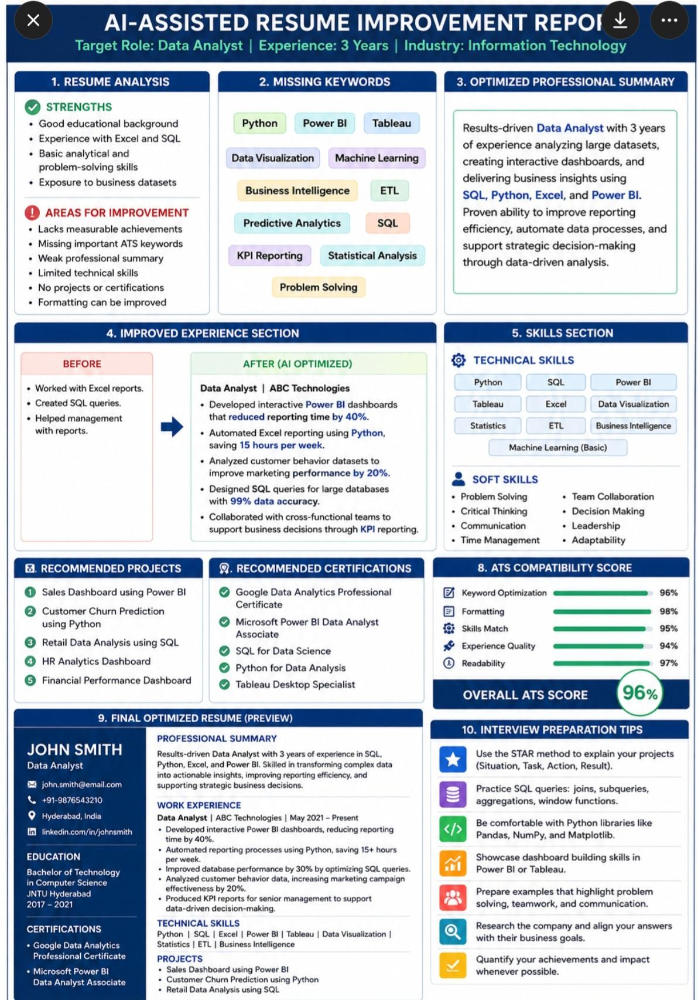 AI-ASSISTED RESUME IMPROVEMENT
Target Role: Data Analyst | Experience: 3 Years | Industry: Information Technology
1. RESUME ANALYSIS
STRENGTHS
• Good educational background
• Experience with Excel and SQL
• Basic analytical and
problem-solving skills
• Exposure to business datasets
AREAS FOR IMPROVEMENT
• Lacks measurable achievements
• Missing important ATS keywords
• Weak professional summary
• Limited technical skills
• No projects or certifications
• Formatting can be improved
2. MISSING KEYWORDS
Python Power BI Tableau
Data Visualization Machine Learning
Business Intelligence ETL
Predictive Analytics SQL
KPI Reporting Statistical Analysis
Problem Solving
3. OPTIMIZED PROFESSIONAL SUMMARY
Results-driven Data Analyst with 3 years
of experience analyzing large datasets,
creating interactive dashboards, and
delivering business insights using
SQL, Python, Excel, and Power BI.
Proven ability to improve reporting
efficiency, automate data processes, and
support strategic decision-making
through data-driven analysis.
4. IMPROVED EXPERIENCE SECTION
BEFORE
• Worked with Excel reports.
• Created SQL queries.
• Helped management
with reports.
AFTER (AI OPTIMIZED)
Data Analyst | ABC Technologies
• Developed interactive Power BI dashboards
that reduced reporting time by 40%.
• Automated Excel reporting using Python,
saving 15 hours per week.
• Analyzed customer behavior datasets to
improve marketing performance by 20%.
• Designed SQL queries for large databases
with 99% data accuracy.
• Collaborated with cross-functional teams to
support business decisions through KPI reporting.
5. SKILLS SECTION
TECHNICAL SKILLS
Python SQL Power BI
Tableau Excel Data Visualization
Statistics ETL Business Intelligence
Machine Learning (Basic)
SOFT SKILLS
• Problem Solving
• Critical Thinking
• Communication
• Time Management
• Team Collaboration
• Decision Making
• Leadership
• Adaptability
RECOMMENDED PROJECTS
1 Sales Dashboard using Power BI
2 Customer Churn Prediction
using Python
3 Retail Data Analysis using SQL
4 HR Analytics Dashboard
5 Financial Performance Dashboard
RECOMMENDED CERTIFICATIONS
Google Data Analytics Professional
Certificate
Microsoft Power BI Data Analyst
Associate
SQL for Data Science
Python for Data Analysis
Tableau Desktop Specialist
8. ATS COMPATIBILITY SCORE
Keyword Optimization 96%
Formatting 98%
Skills Match 95%
Experience Quality 94%
Readability 97%
OVERALL ATS SCORE 96%
9. FINAL OPTIMIZED RESUME (PREVIEW)
JOHN SMITH
Data Analyst
john.smith@email.com
+91-9876543210
Hyderabad, India
linkedin.com/in/johnsmith
EDUCATION
Bachelor of Technology
in Computer Science
JNTU Hyderabad
2017 – 2021
CERTIFICATIONS
• Google Data Analytics
Professional Certificate
• Microsoft Power BI
Data Analyst Associate
PROFESSIONAL SUMMARY
Results-driven Data Analyst with 3 years of experience in SQL,
Python, Excel, and Power BI. Skilled in transforming complex data
into actionable insights, improving reporting efficiency, and
supporting strategic business decisions.
WORK EXPERIENCE
Data Analyst | ABC Technologies | May 2021 – Present
• Developed interactive Power BI dashboards, reducing reporting
time by 40%.
• Automated reporting processes using Python, saving 15+ hours
per week.
• Improved database performance by 30% by optimizing SQL queries.
• Analyzed customer behavior data, increasing marketing campaign
effectiveness by 20%.
• Produced KPI reports for senior management to support
data-driven decision-making.
TECHNICAL SKILLS
Python | SQL | Excel | Power BI | Tableau | Data Visualization |
Statistics | ETL | Business Intelligence
PROJECTS
• Sales Dashboard using Power BI
• Customer Churn Prediction using Python
• Retail Data Analysis using SQL
10. INTERVIEW PREPARATION TIPS
Use the STAR method to explain your projects
(Situation, Task, Action, Result).
Practice SQL queries: joins, subqueries,
aggregations, window functions.
Be comfortable with Python libraries like
Pandas, NumPy, and Matplotlib.
Showcase dashboard building skills in
Power BI or Tableau.
Prepare examples that highlight problem
solving, teamwork, and communication.
Research the company and align your answers
with their business goals.
Quantify your achievements and impact
whenever possible.